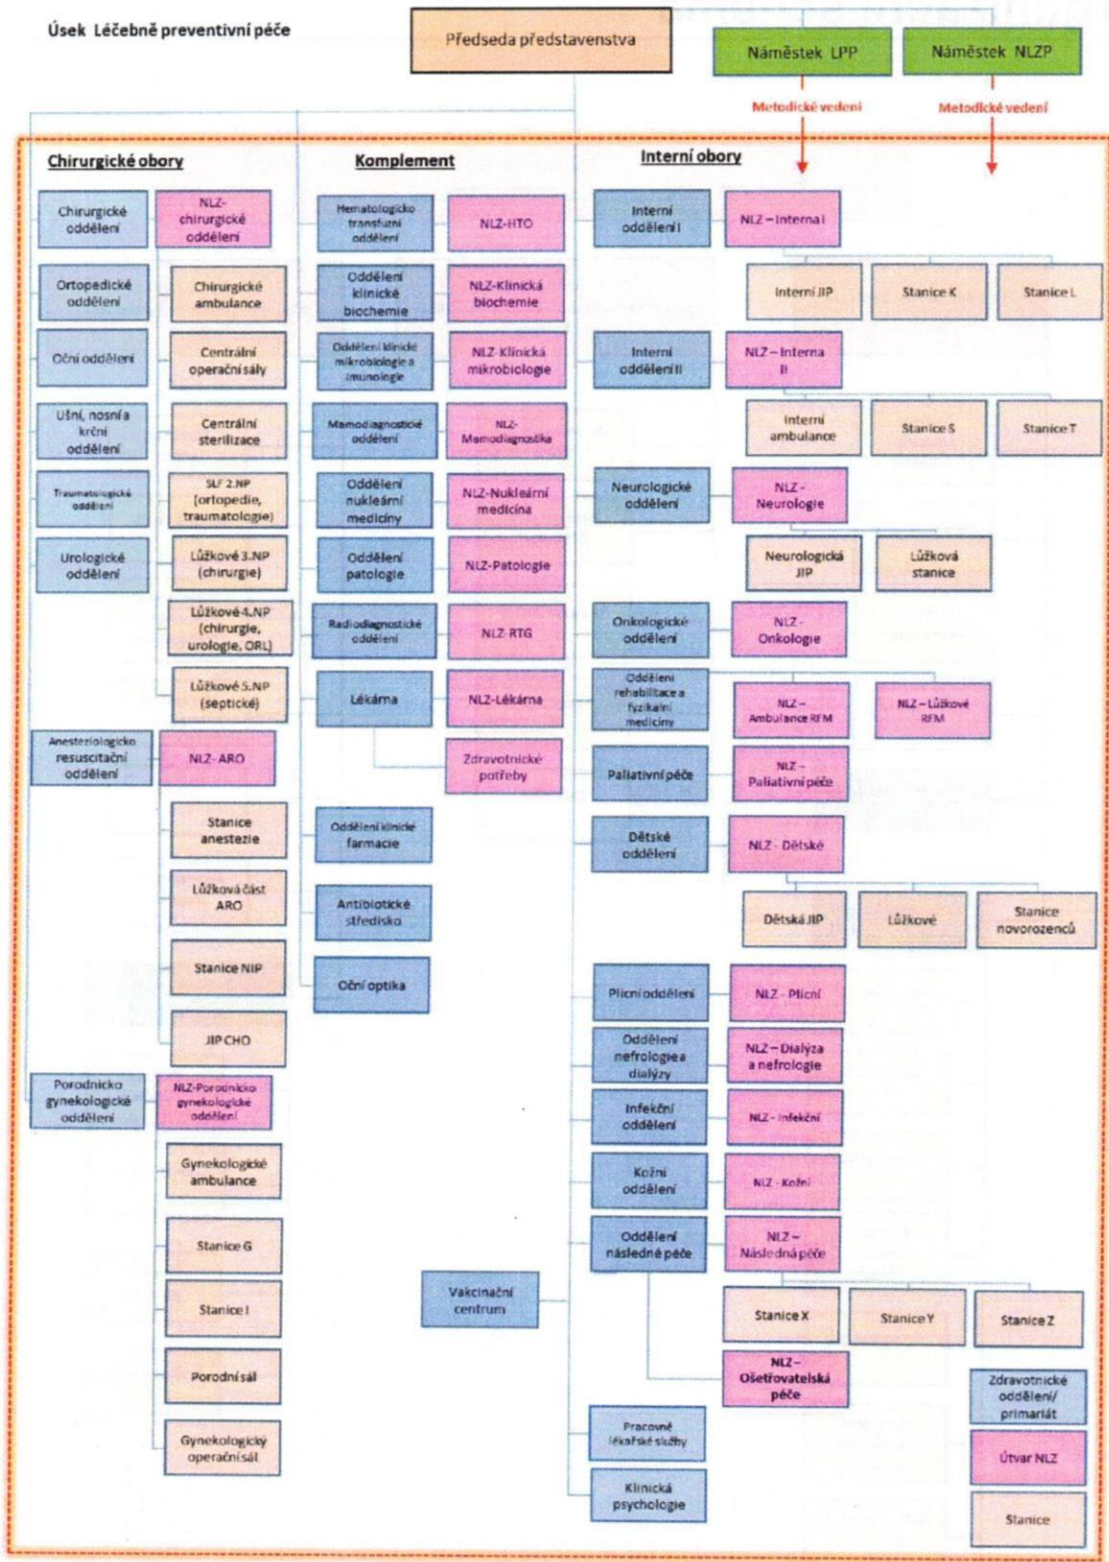 Úsek Léčebně preventivní péče
Předseda představenstva
Náměstek LPP
Náměstek NLZP
Metodické vedení
Metodické vedení
Chirurgické obory
Chirurgické
oddělení
NLZ-
chirurgické
oddělení
Ortopedické
oddělení
Chirurgické
ambulance
Oční oddělení
Centrální
operační sály
Ušní, nosní a
krční oddělení
Centrální
sterilizace
Traumatologické
oddělení
SLF 2.NP
(ortopedie,
traumatologie)
Urologické
oddělení
Lůžkové 3.NP
(chirurgie)
Lůžkové 4.NP
(chirurgie,
urologie, ORL)
Lůžkové 5.NP
(septické)
Anesteziologicko
resuscitační
oddělení
NLZ- ARO
Stanice
anestezie
Lůžková část
ARO
Stanice NIP
JIP CHO
Porodnicko
gynekologické
oddělení
NLZ-Porodnicko
gynekologické
oddělení
Gynekologické
ambulance
Stanice G
Stanice I
Porodní sál
Gynekologický
operační sál
Komplement
Hematologicko
transfuzní
oddělení
NLZ-HTO
Oddělení
klinické
biochemie
NLZ-Klinická
biochemie
Oddělení klinické
mikrobiologie a
imunologie
NLZ-Klinická
mikrobiologie
Mamodiagnostické
oddělení
NLZ-
Mamodiagnostika
Oddělení
nukleární
medicíny
NLZ-Nukleární
medicína
Oddělení
patologie
NLZ-Patologie
Radiodiagnostické
oddělení
NLZ-RTG
Lékárna
NLZ-Lékárna
Zdravotnické
potřeby
Oddělení klinické
farmacie
Antibiotické
středisko
Oční optika
Vakcinační
centrum
Interní obory
Interní
oddělení I
NLZ – Interna I
Interní JIP
Stanice K
Stanice L
Interní
oddělení II
NLZ – Interna
II
Interní
ambulance
Stanice S
Stanice T
Neurologické
oddělení
NLZ -
Neurologie
Neurologická
JIP
Lůžková
stanice
Onkologické
oddělení
NLZ -
Onkologie
Oddělení
rehabilitace a
fyzikální
medicíny
NLZ –
Ambulance RFM
NLZ – Lůžkové
RFM
Paliativní péče
NLZ –
Paliativní péče
Dětské
oddělení
NLZ - Dětské
Dětská JIP
Lůžkové
Stanice
novorozenců
Plicní oddělení
NLZ - Plicní
Oddělení
nefrologie a
dialýzy
NLZ – Dialýza
a nefrologie
Infekční
oddělení
NLZ - Infekční
Kožní
oddělení
NLZ - Kožní
Oddělení
následné péče
NLZ –
Následná péče
Stanice X
Stanice Y
Stanice Z
NLZ –
Ošetřovatelská
péče
Pracovně
lékařské služby
Klinická
psychologie
Zdravotnické
oddělení/
primariát
Útvar NLZ
Stanice